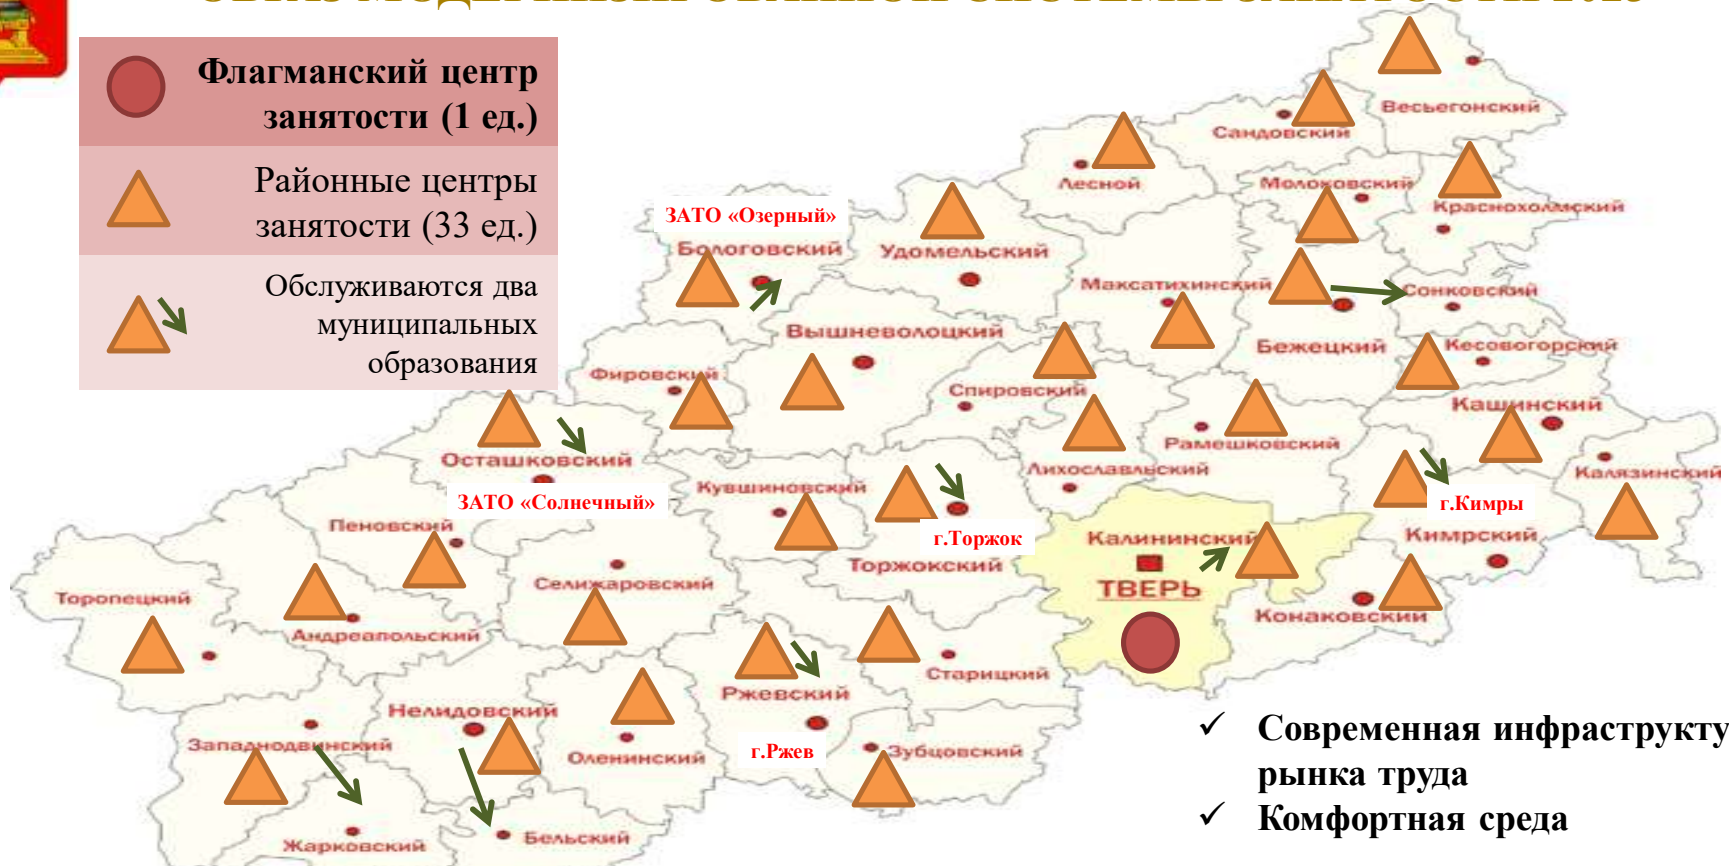 Флагманский центр
занятости (1 ед.)
Районные центры
занятости (33 ед.)
Обслуживаются два
муниципальных
образования
Весьегонский
Сандовский
Лесной
Молоковский
Краснохолмский
ЗАТО «Озерный»
Бологовский
Удомельский
Максатихинский
Сонковский
Вышневолоцкий
Бежецкий
Кесовогорский
Фировский
Спировский
Кашинский
Рамешковский
Осташковский
Лихославльский
Калязинский
Кувшиновский
ЗАТО «Солнечный»
г.Кимры
Пеновский
г.Торжок
Калининский
Кимрский
Торжокский
Селижаровский
ТВЕРЬ
Торопецкий
Конаковский
Андреапольский
Старицкий
Ржевский
Нелидовский
Западнодвинский
г.Ржев
Зубцовский
Оленинский
Жарковский
Бельский
✓ Современная инфраструкту
рынка труда
✓ Комфортная среда